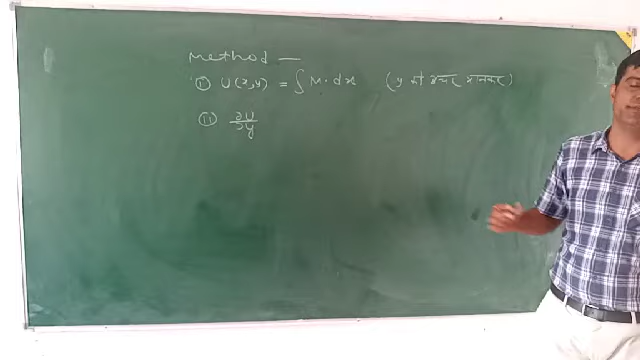 Method —
(i) U(x,y) = ∫ M. dx (y को अचर मानकर)
(ii) ∂U/∂y